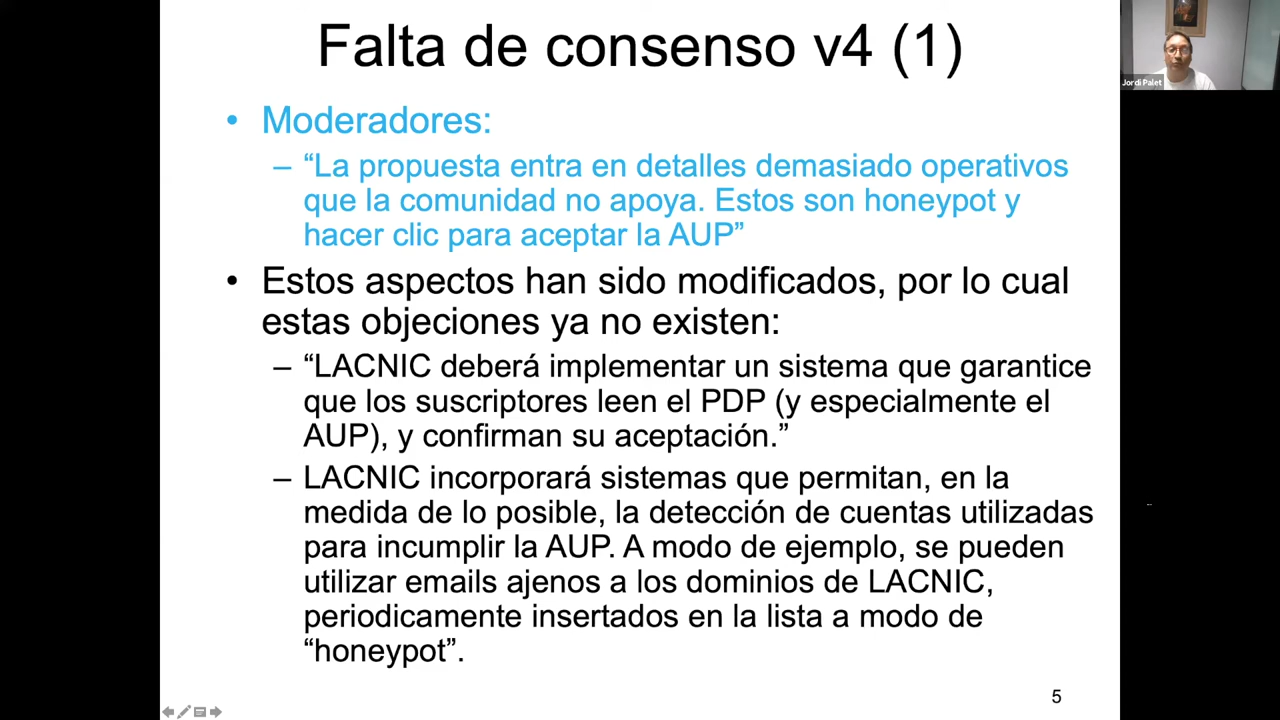 Falta de consenso v4 (1)
Jordi Palet
• Moderadores:
– “La propuesta entra en detalles demasiado operativos
que la comunidad no apoya. Estos son honeypot y
hacer clic para aceptar la AUP”
• Estos aspectos han sido modificados, por lo cual
estas objeciones ya no existen:
– “LACNIC deberá implementar un sistema que garantice
que los suscriptores leen el PDP (y especialmente el
AUP), y confirman su aceptación.”
– LACNIC incorporará sistemas que permitan, en la
medida de lo posible, la detección de cuentas utilizadas
para incumplir la AUP. A modo de ejemplo, se pueden
utilizar emails ajenos a los dominios de LACNIC,
periodicamente insertados en la lista a modo de
“honeypot”.
5